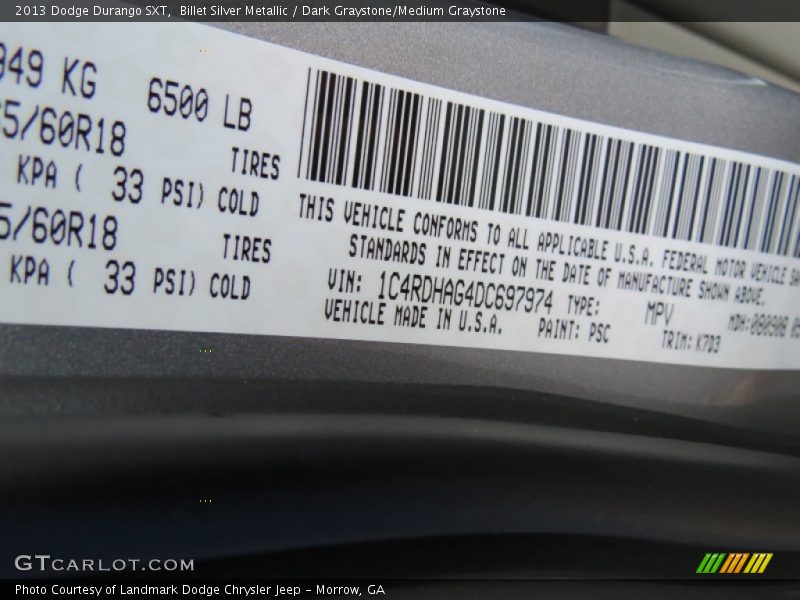 2013 Dodge Durango SXT, Billet Silver Metallic / Dark Graystone/Medium Graystone
949 KG 6500 LB
5/60R18 TIRES
KPA ( 33 PSI) COLD
5/60R18 TIRES
KPA ( 33 PSI) COLD
THIS VEHICLE CONFORMS TO ALL APPLICABLE U.S.A. FEDERAL MOTOR VEHICLE
STANDARDS IN EFFECT ON THE DATE OF MANUFACTURE SHOWN ABOVE.
VIN: 1C4RDHAG4DC697974 TYPE: MPV MDH: 080908
VEHICLE MADE IN U.S.A. PAINT: PSC TRIM: K7D3
GTCARLOT.COM
Photo Courtesy of Landmark Dodge Chrysler Jeep - Morrow, GA